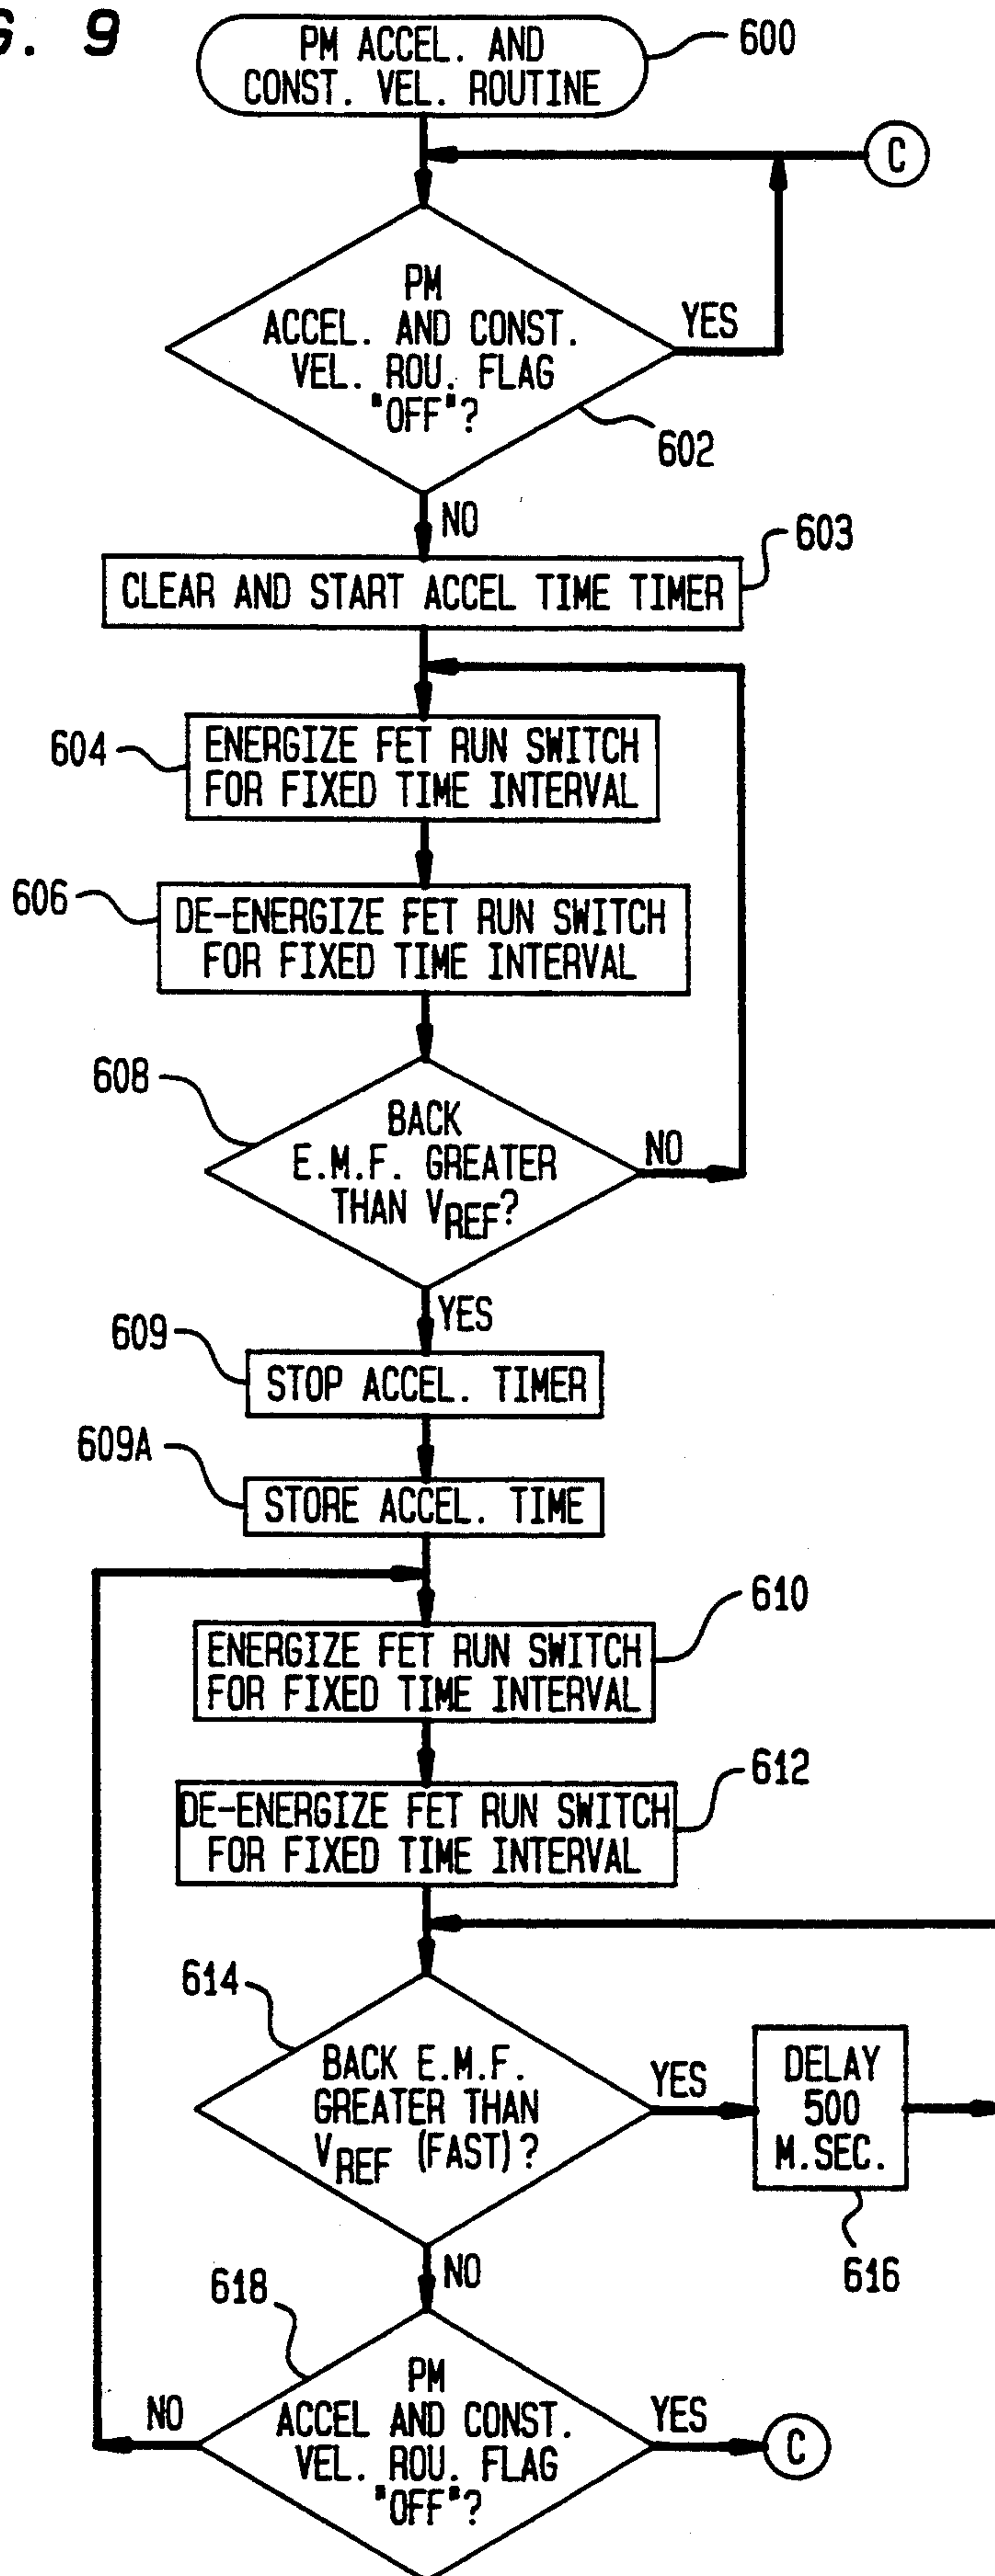 G. 9
PM ACCEL. AND
CONST. VEL. ROUTINE
600
C
PM
ACCEL. AND CONST.
VEL. ROU. FLAG
"OFF"?
YES
602
NO
603
CLEAR AND START ACCEL TIME TIMER
604
ENERGIZE FET RUN SWITCH
FOR FIXED TIME INTERVAL
606
DE-ENERGIZE FET RUN SWITCH
FOR FIXED TIME INTERVAL
608
BACK
E.M.F. GREATER
THAN VREF?
NO
YES
609
STOP ACCEL. TIMER
609A
STORE ACCEL. TIME
610
ENERGIZE FET RUN SWITCH
FOR FIXED TIME INTERVAL
612
DE-ENERGIZE FET RUN SWITCH
FOR FIXED TIME INTERVAL
614
BACK E.M.F.
GREATER THAN
VREF (FAST)?
YES
DELAY
500
M.SEC.
616
NO
618
PM
ACCEL AND CONST.
VEL. ROU. FLAG
"OFF"?
NO
YES
C